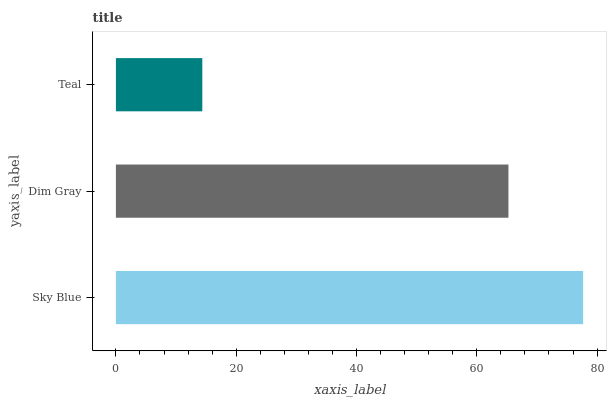 title
Teal
Dim Gray
Sky Blue
yaxis_label
0 20 40 60 80
xaxis_label